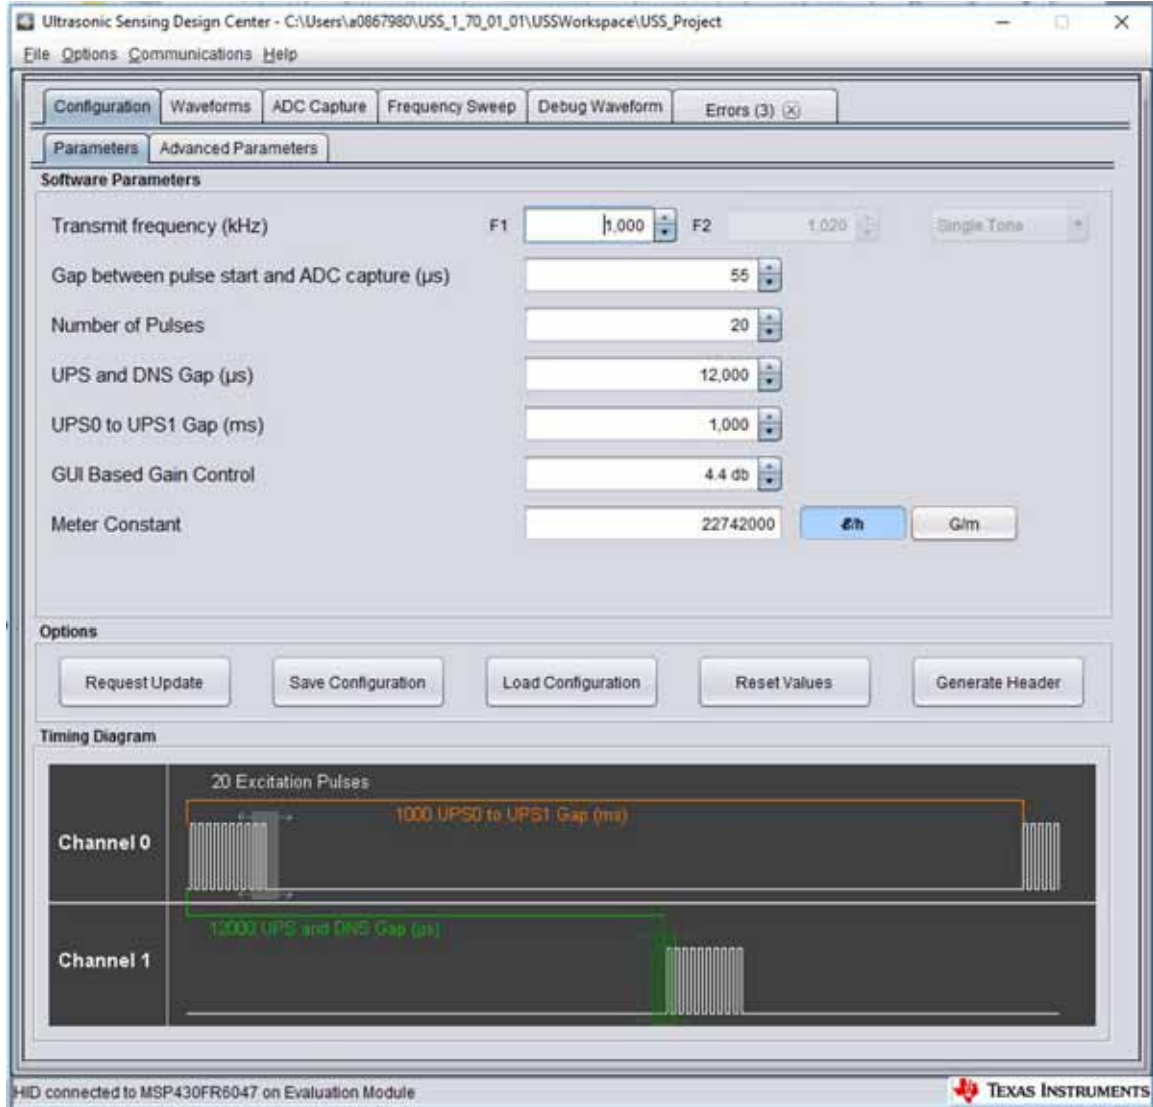 Ultrasonic Sensing Design Center - C:\Users\a0867980\USS_1_70_01_01\USSWorkspace\USS_Project
File Options Communications Help
Configuration Waveforms ADC Capture Frequency Sweep Debug Waveform Errors (3)
Parameters Advanced Parameters
Software Parameters
Transmit frequency (kHz) F1 1,000 F2 1,020 Single Tone
Gap between pulse start and ADC capture (µs) 55
Number of Pulses 20
UPS and DNS Gap (µs) 12,000
UPS0 to UPS1 Gap (ms) 1,000
GUI Based Gain Control 4.4 db
Meter Constant 22742000 ℓ/h G/m
Options
Request Update Save Configuration Load Configuration Reset Values Generate Header
Timing Diagram
20 Excitation Pulses
1000 UPS0 to UPS1 Gap (ms)
Channel 0
12000 UPS and DNS Gap (µs)
Channel 1
HID connected to MSP430FR6047 on Evaluation Module TEXAS INSTRUMENTS